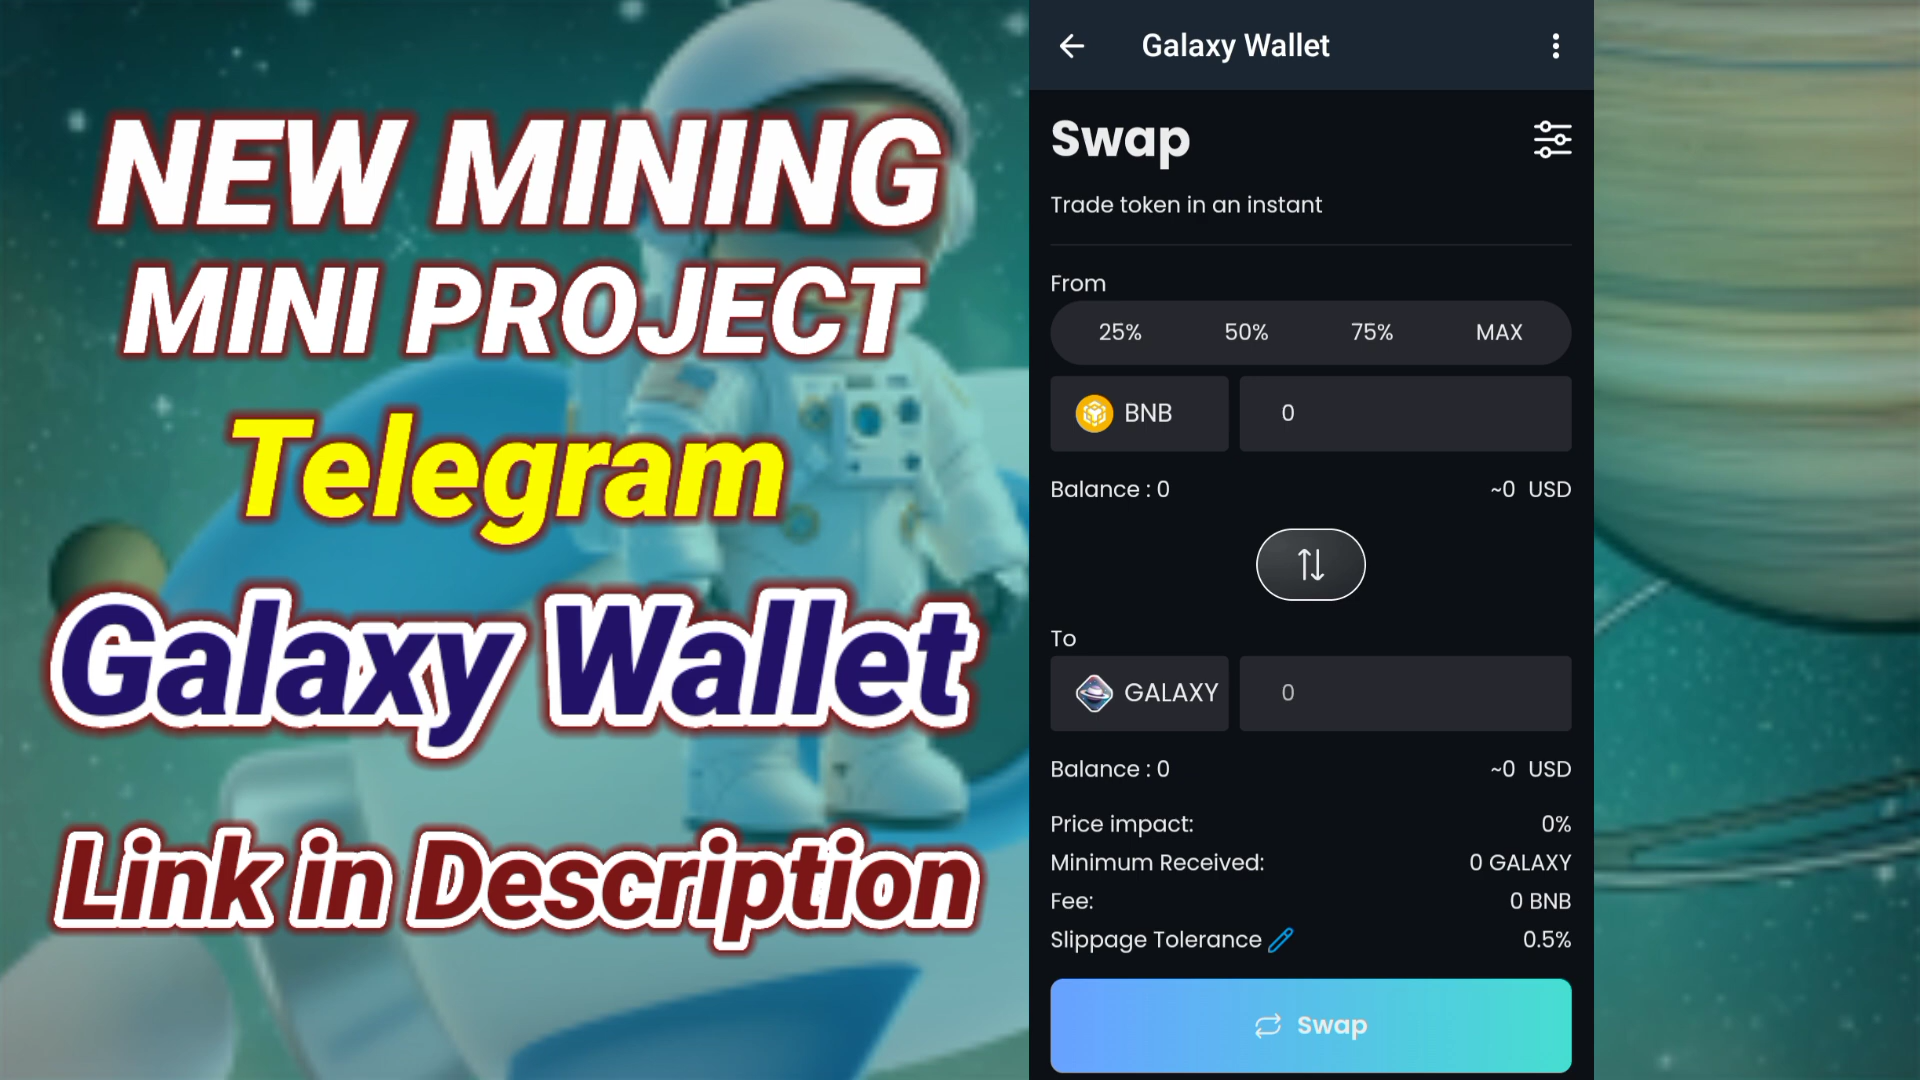 NEW MINING
MINI PROJECT
Telegram
Galaxy Wallet
Link in Description
Galaxy Wallet
Swap
Trade token in an instant
From
25% 50% 75% MAX
BNB 0
Balance : 0 ~0 USD
To
GALAXY 0
Balance : 0 ~0 USD
Price impact: 0%
Minimum Received: 0 GALAXY
Fee: 0 BNB
Slippage Tolerance 0.5%
Swap